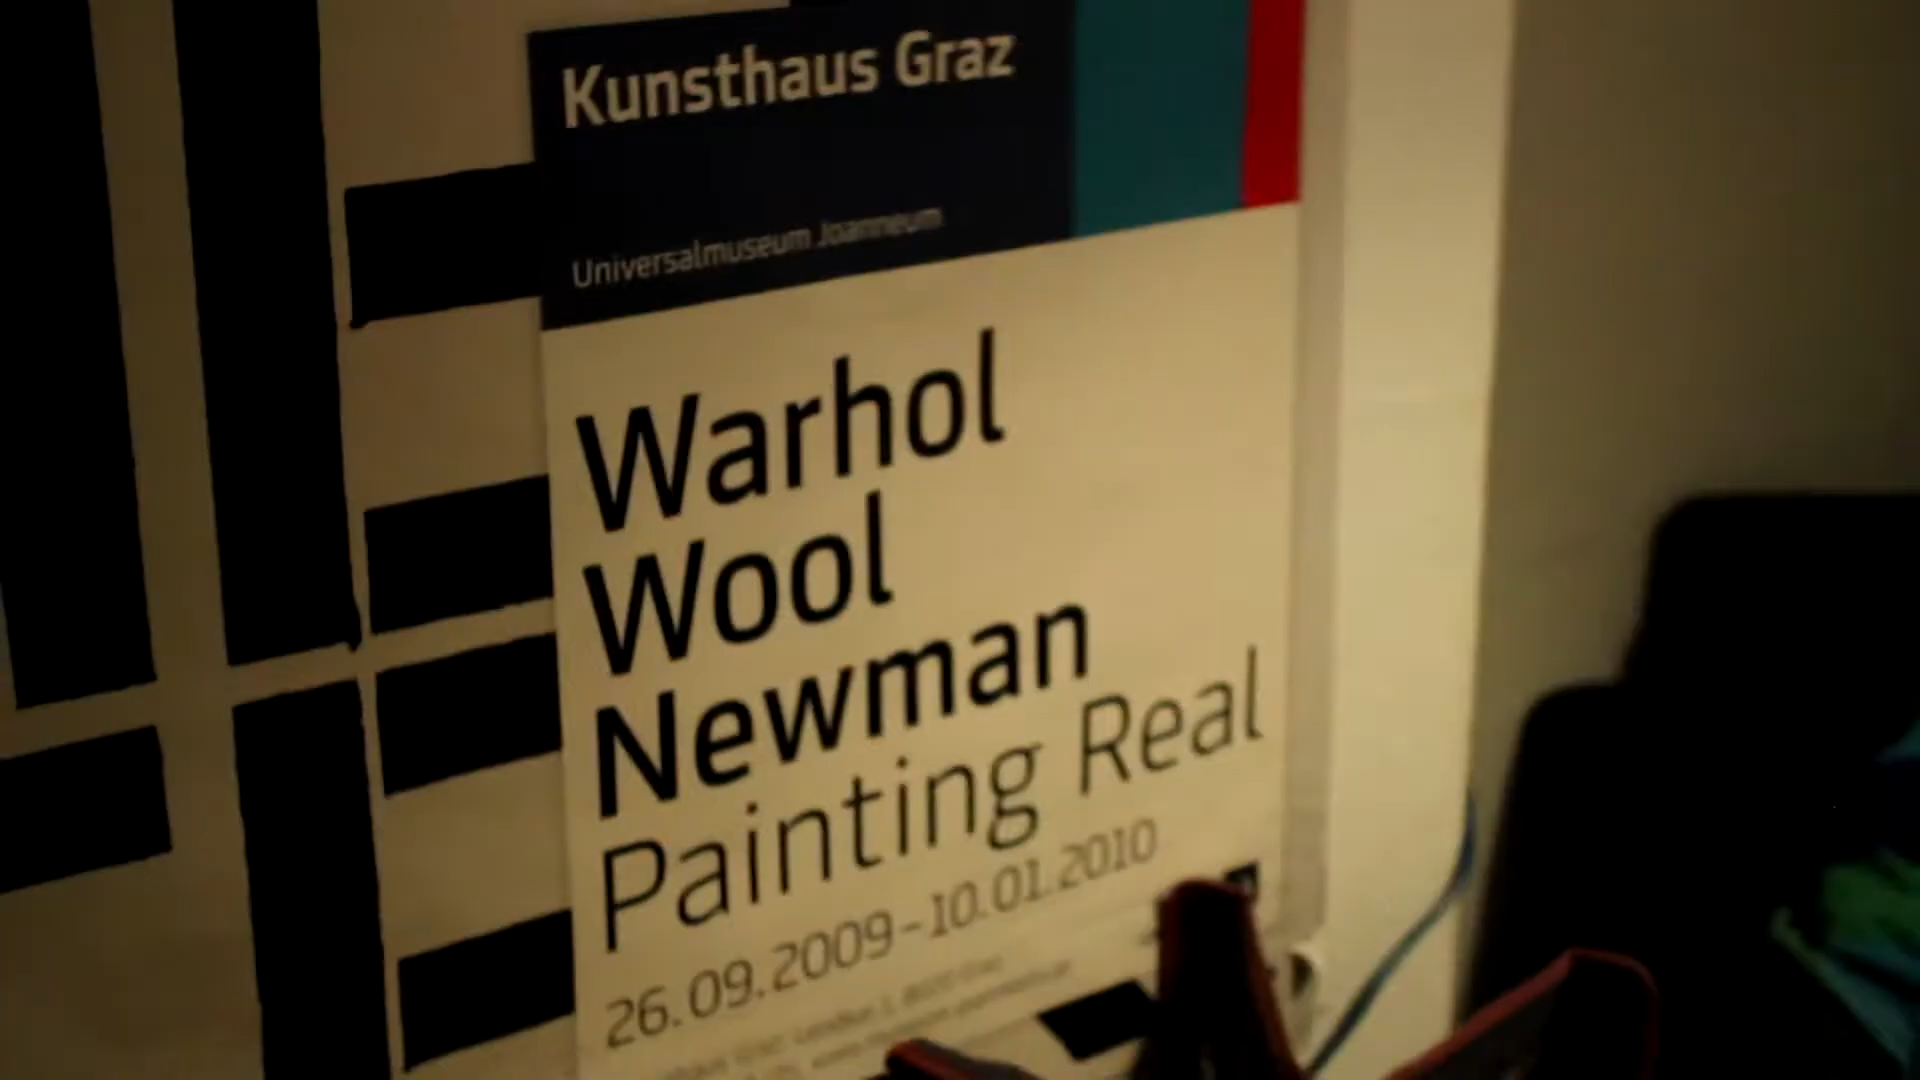 Kunsthaus Graz
Universalmuseum Joanneum
Warhol
Wool
Newman
Painting Real
26.09.2009–10.01.2010